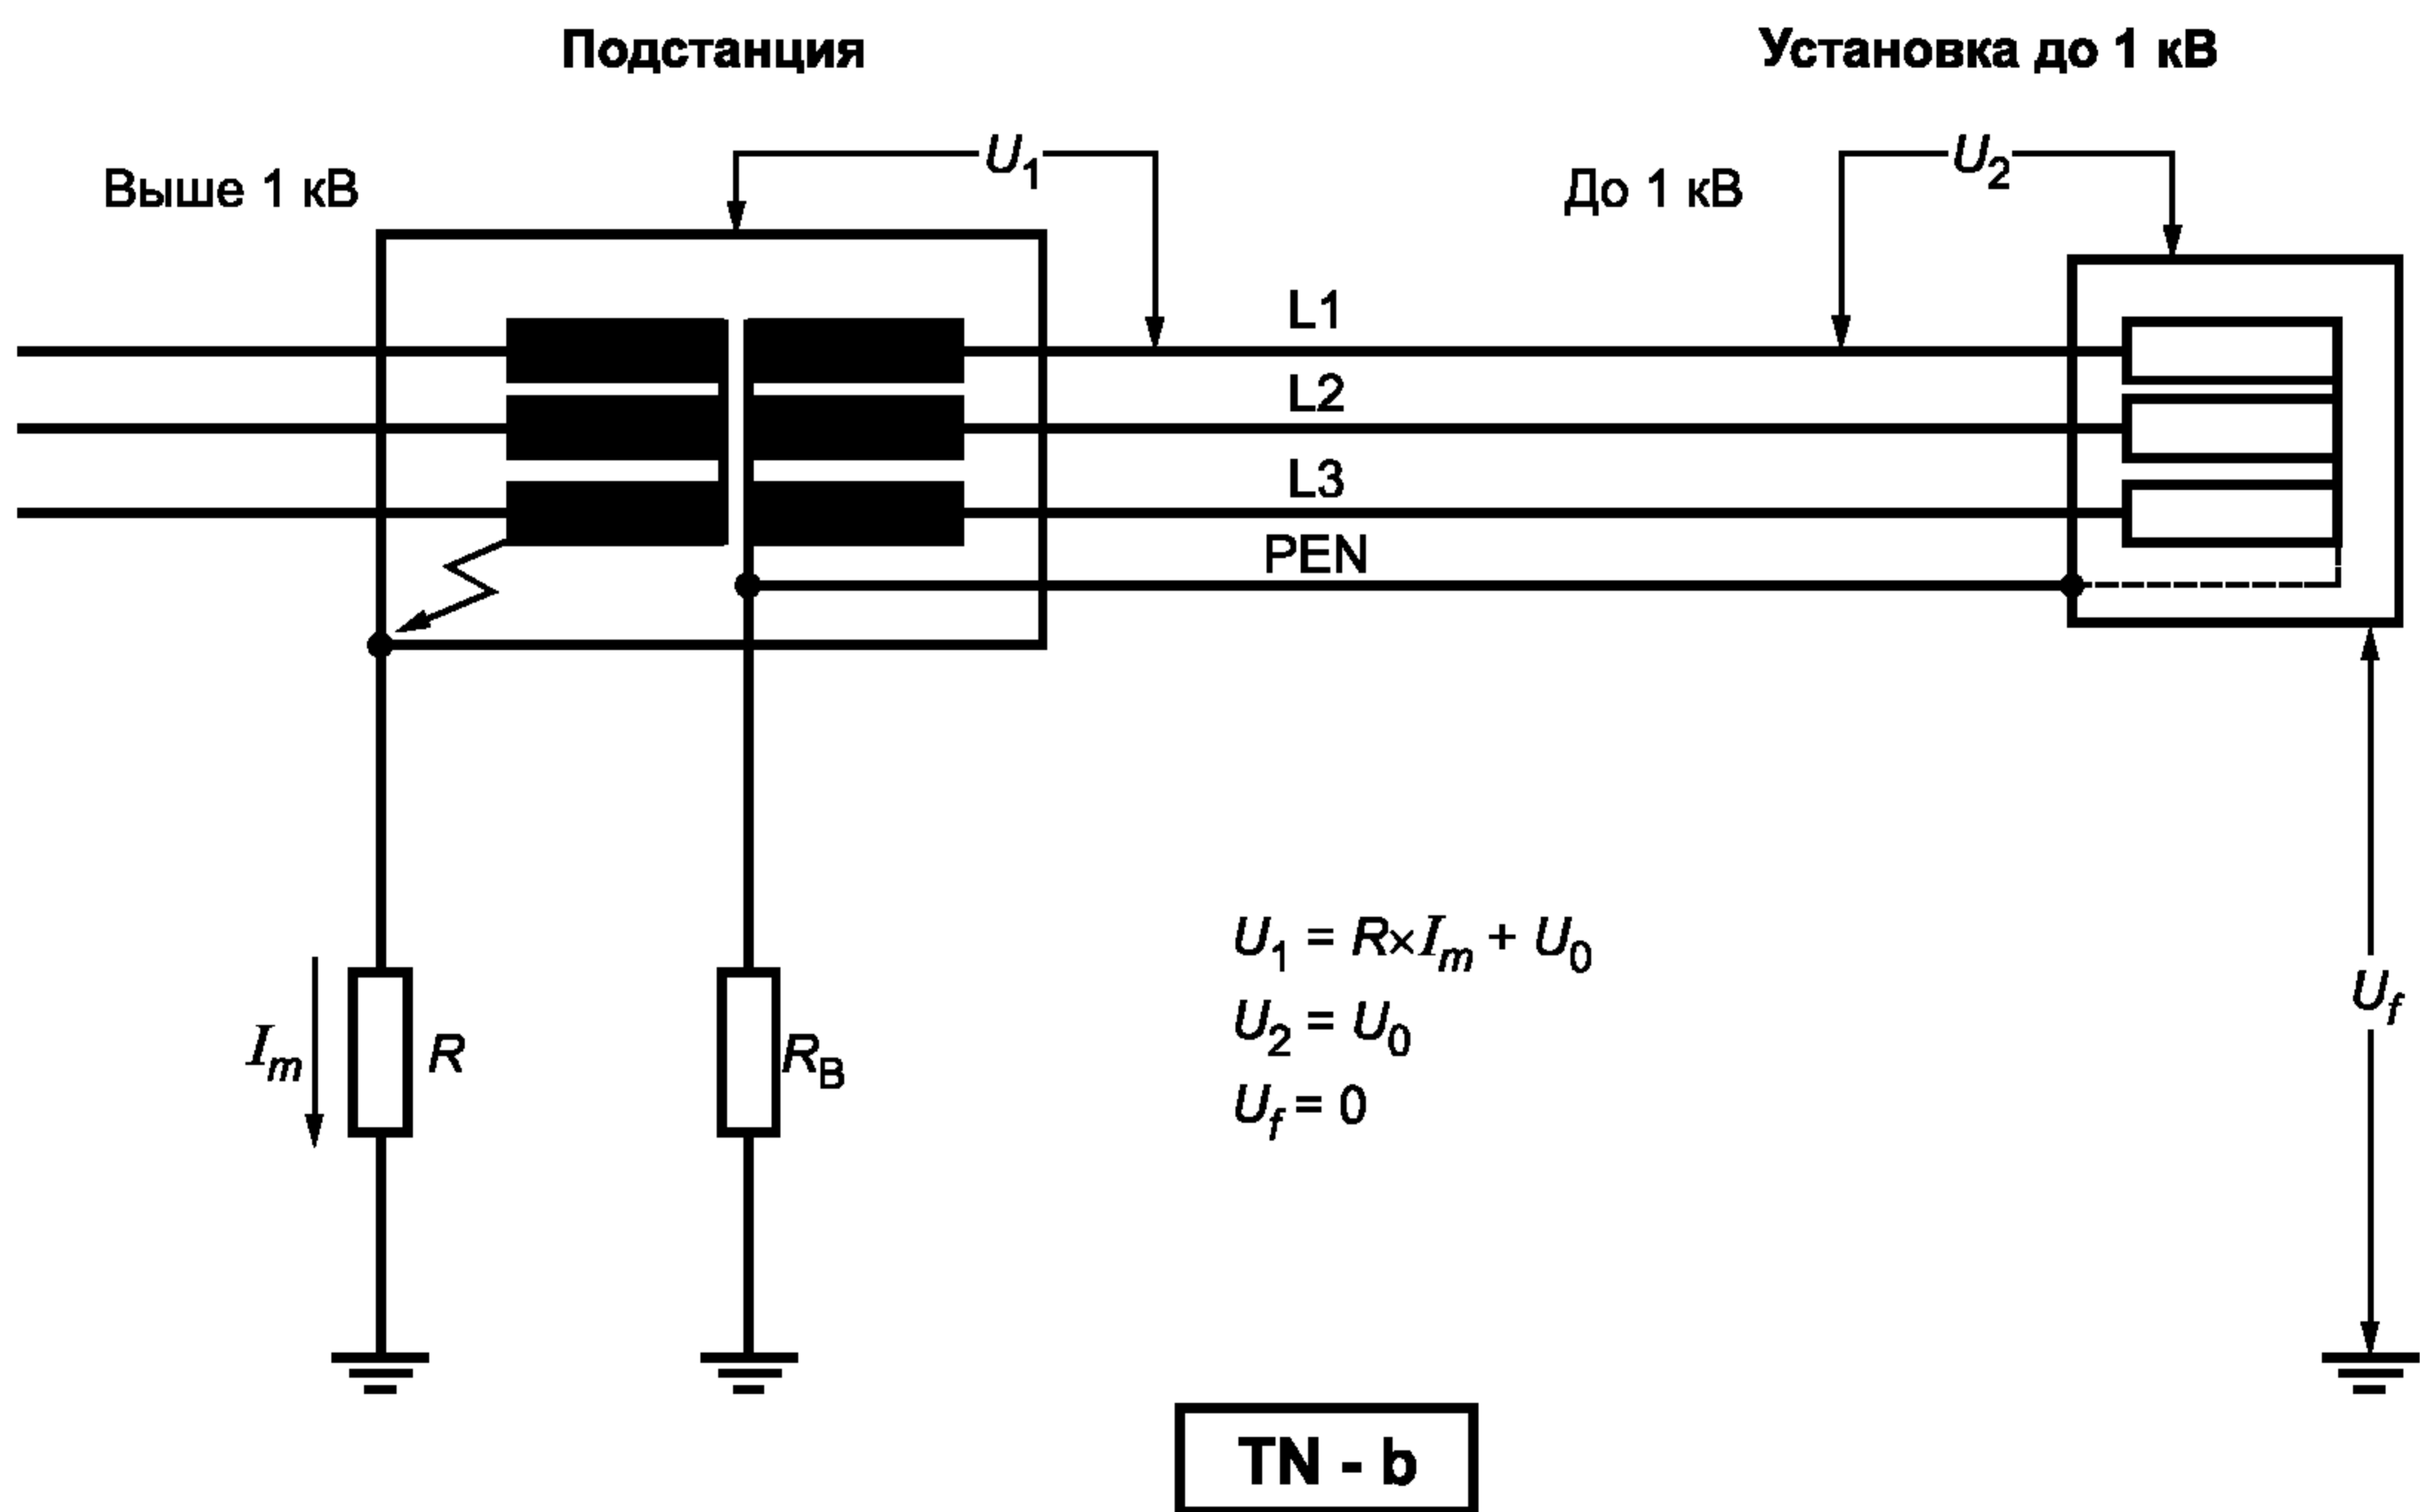 Подстанция
Установка до 1 кВ
Выше 1 кВ
U1
До 1 кВ
U2
L1
L2
L3
PEN
U1 = R×Im + U0
U2 = U0
Uf = 0
Im
R
RB
Uf
TN - b